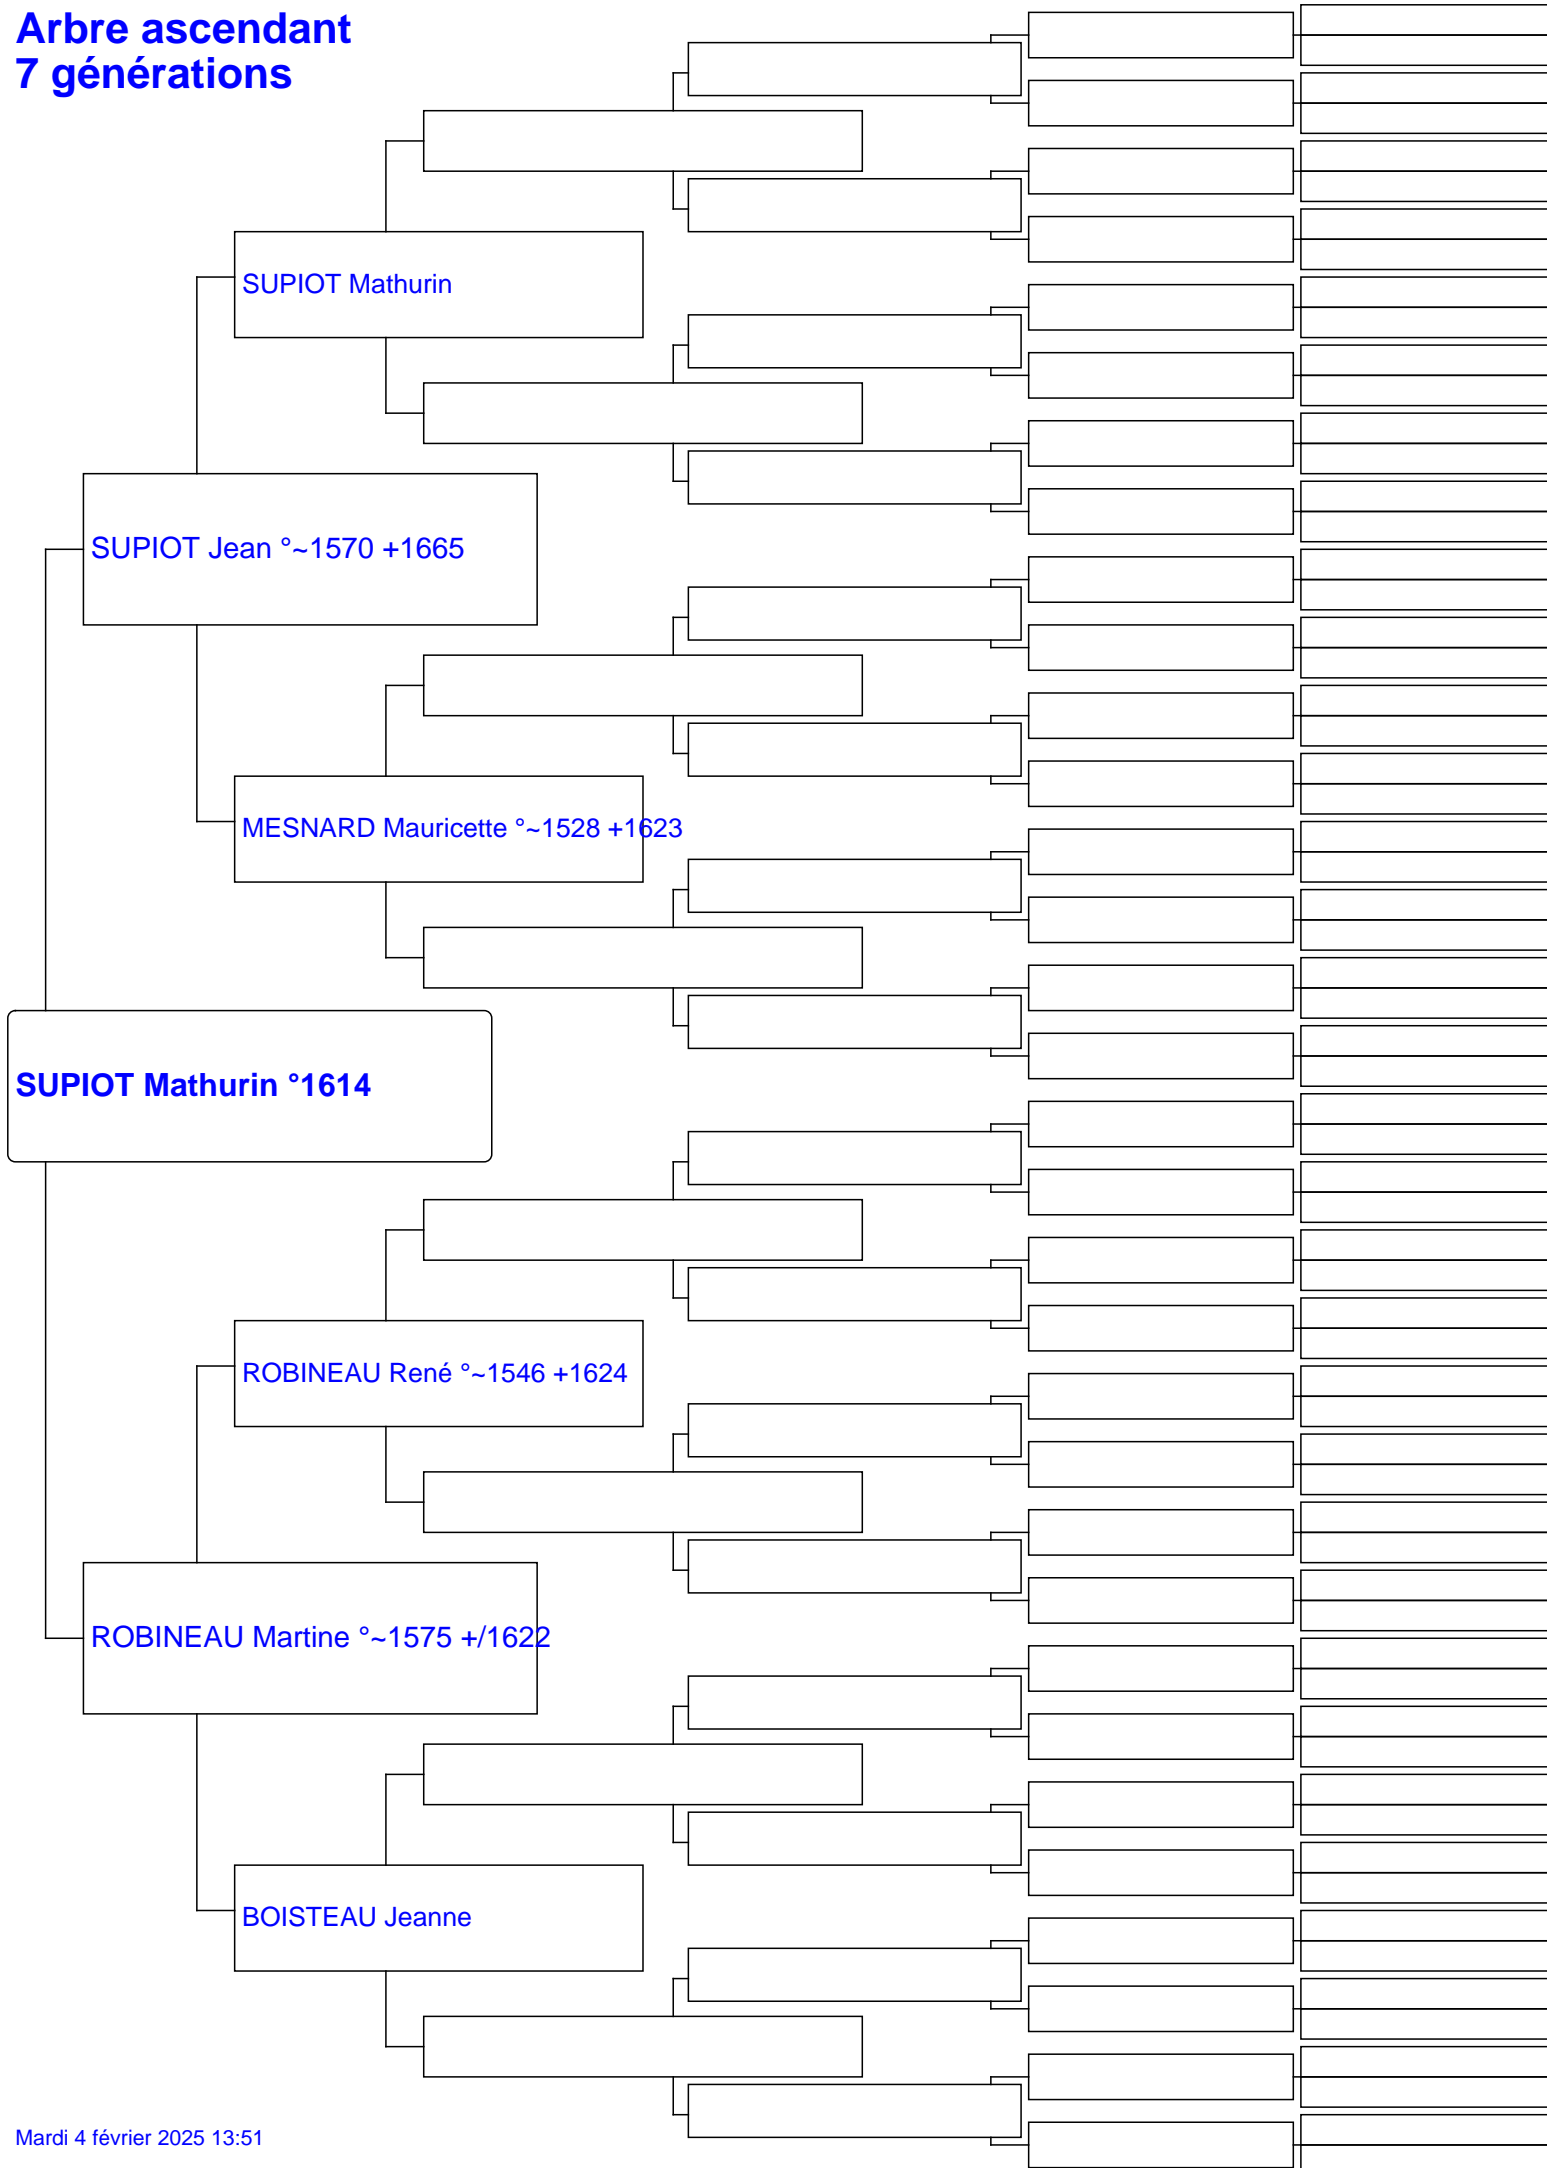 Arbre ascendant
7 générations
SUPIOT Mathurin
SUPIOT Jean °~1570 +1665
MESNARD Mauricette °~1528 +1623
SUPIOT Mathurin °1614
ROBINEAU René °~1546 +1624
ROBINEAU Martine °~1575 +/1622
BOISTEAU Jeanne
Mardi 4 février 2025 13:51